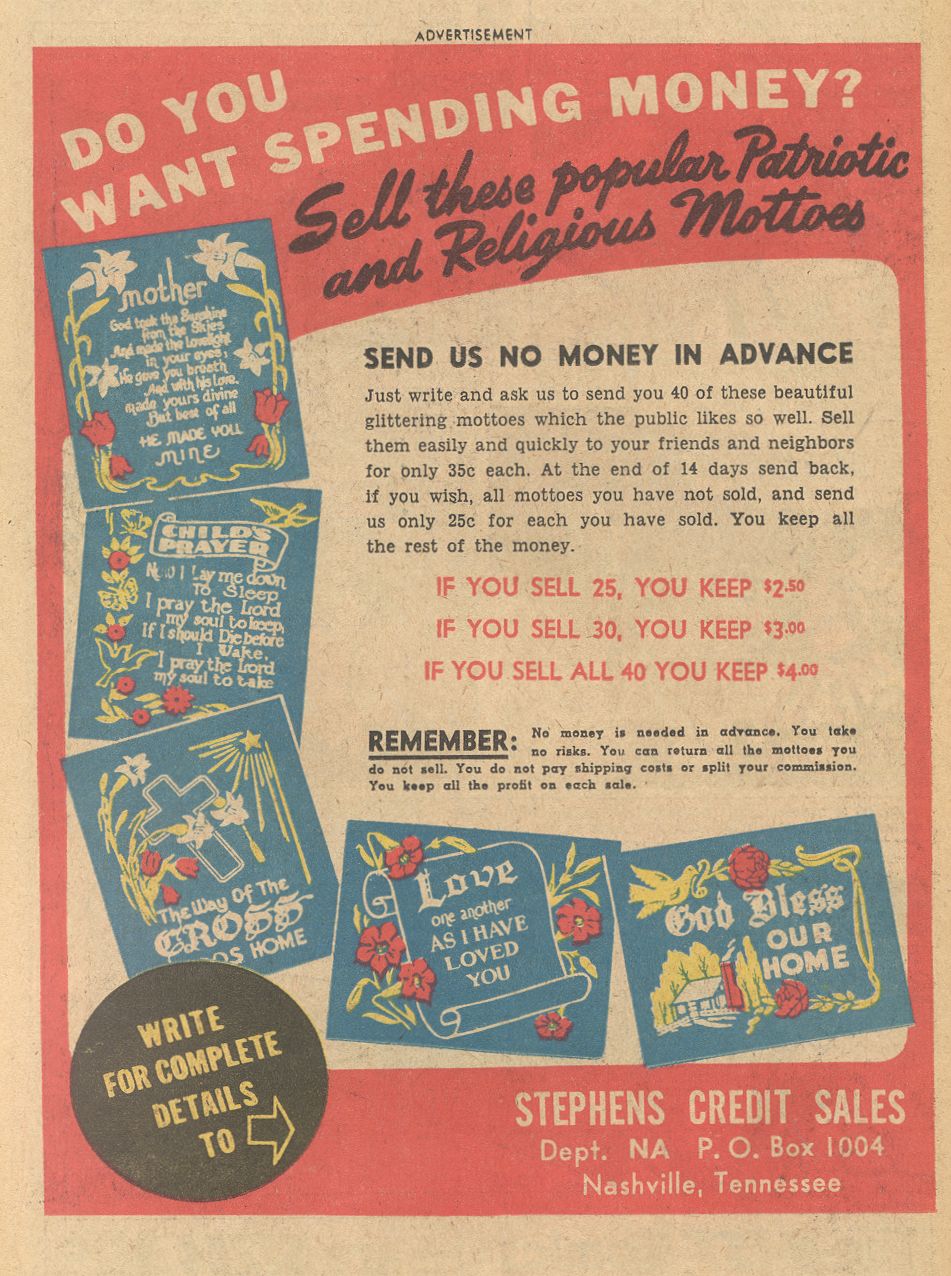 ADVERTISEMENT
DO YOU
WANT SPENDING MONEY?
Sell these popular Patriotic
and Religious Mottoes
mother
God took the Sunshine
from the Skies
And made the Lovelight
in your eyes;
He gave you breath
And with his Love,
made yours divine
But best of all
HE MADE YOU
MINE
CHILD'S
PRAYER
I Lay me down
To Sleep
I pray the Lord
my soul to keep,
If I should Die before
I Wake,
I pray the Lord
my soul to take
The Way Of The
CROSS
HOME
SEND US NO MONEY IN ADVANCE
Just write and ask us to send you 40 of these beautiful
glittering mottoes which the public likes so well. Sell
them easily and quickly to your friends and neighbors
for only 35c each. At the end of 14 days send back,
if you wish, all mottoes you have not sold, and send
us only 25c for each you have sold. You keep all
the rest of the money.
IF YOU SELL 25, YOU KEEP $2.50
IF YOU SELL 30, YOU KEEP $3.00
IF YOU SELL ALL 40 YOU KEEP $4.00
REMEMBER: No money is needed in advance. You take
no risks. You can return all the mottoes you
do not sell. You do not pay shipping costs or split your commission.
You keep all the profit on each sale.
Love
one another
AS I HAVE
LOVED
YOU
God Bless
OUR
HOME
WRITE
FOR COMPLETE
DETAILS
TO
STEPHENS CREDIT SALES
Dept. NA P. O. Box 1004
Nashville, Tennessee